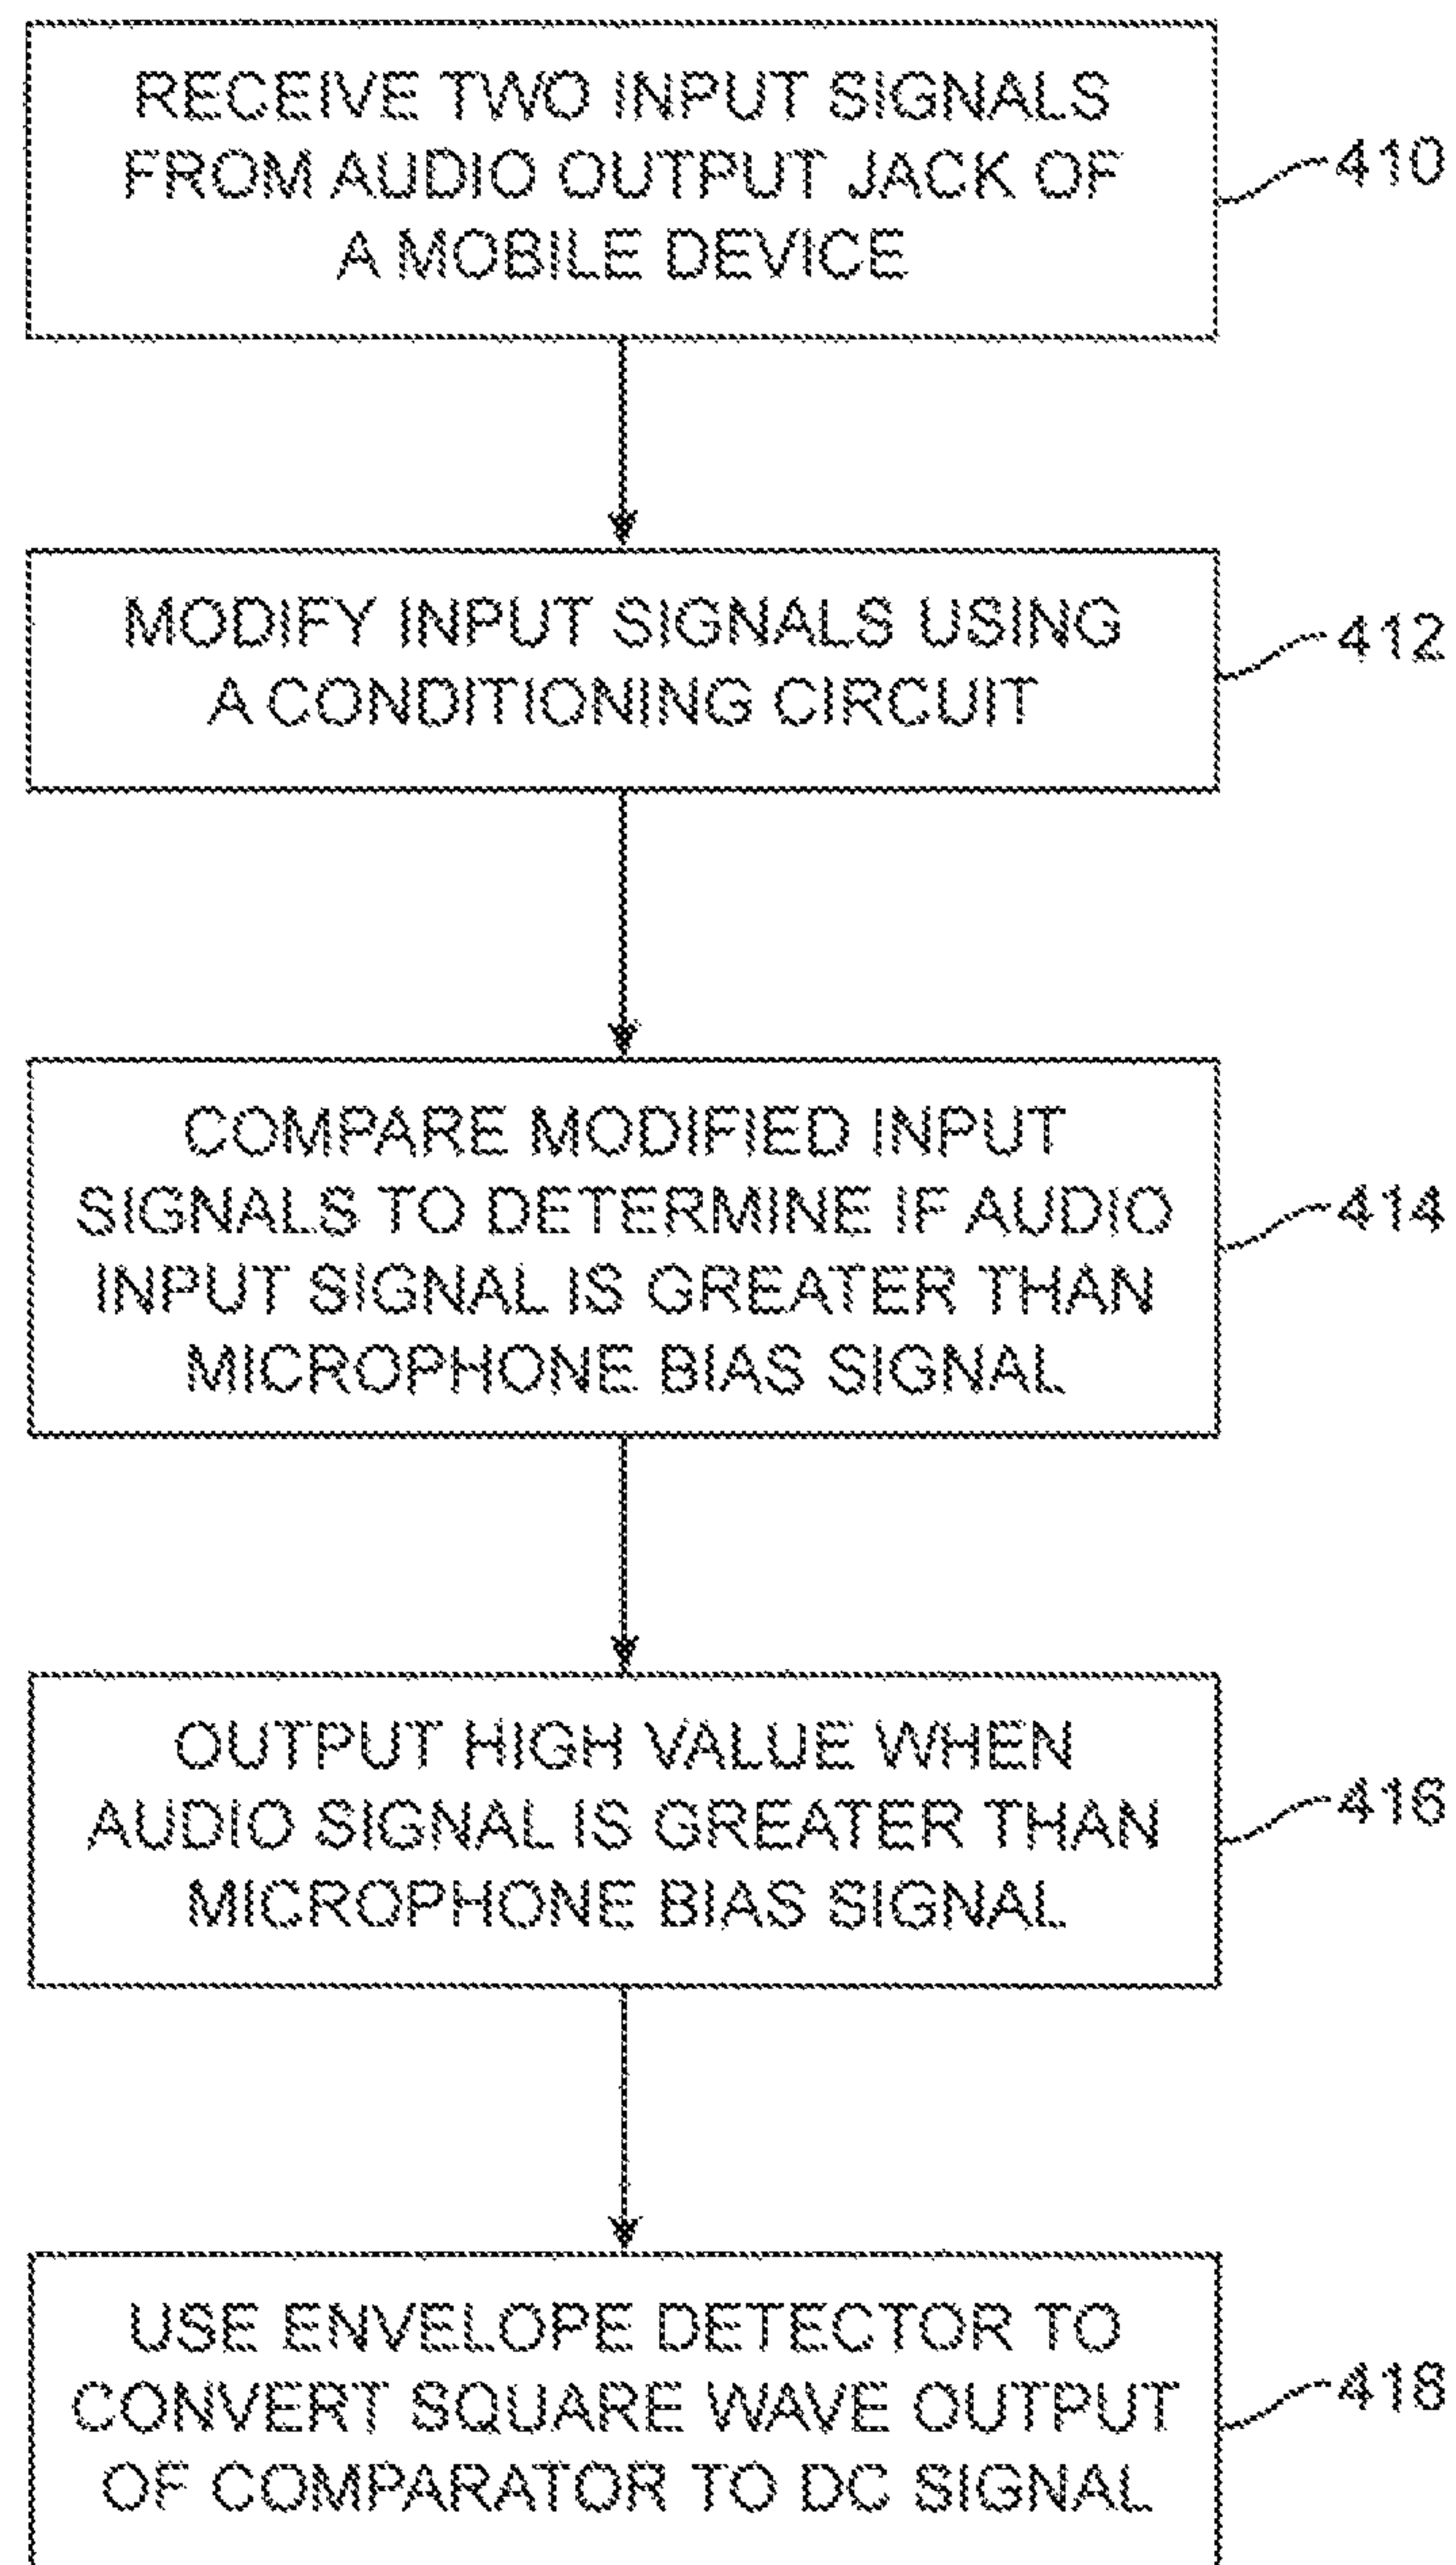 RECEIVE TWO INPUT SIGNALS
FROM AUDIO OUTPUT JACK OF
A MOBILE DEVICE
410
MODIFY INPUT SIGNALS USING
A CONDITIONING CIRCUIT
412
COMPARE MODIFIED INPUT
SIGNALS TO DETERMINE IF AUDIO
INPUT SIGNAL IS GREATER THAN
MICROPHONE BIAS SIGNAL
414
OUTPUT HIGH VALUE WHEN
AUDIO SIGNAL IS GREATER THAN
MICROPHONE BIAS SIGNAL
416
USE ENVELOPE DETECTOR TO
CONVERT SQUARE WAVE OUTPUT
OF COMPARATOR TO DC SIGNAL
418